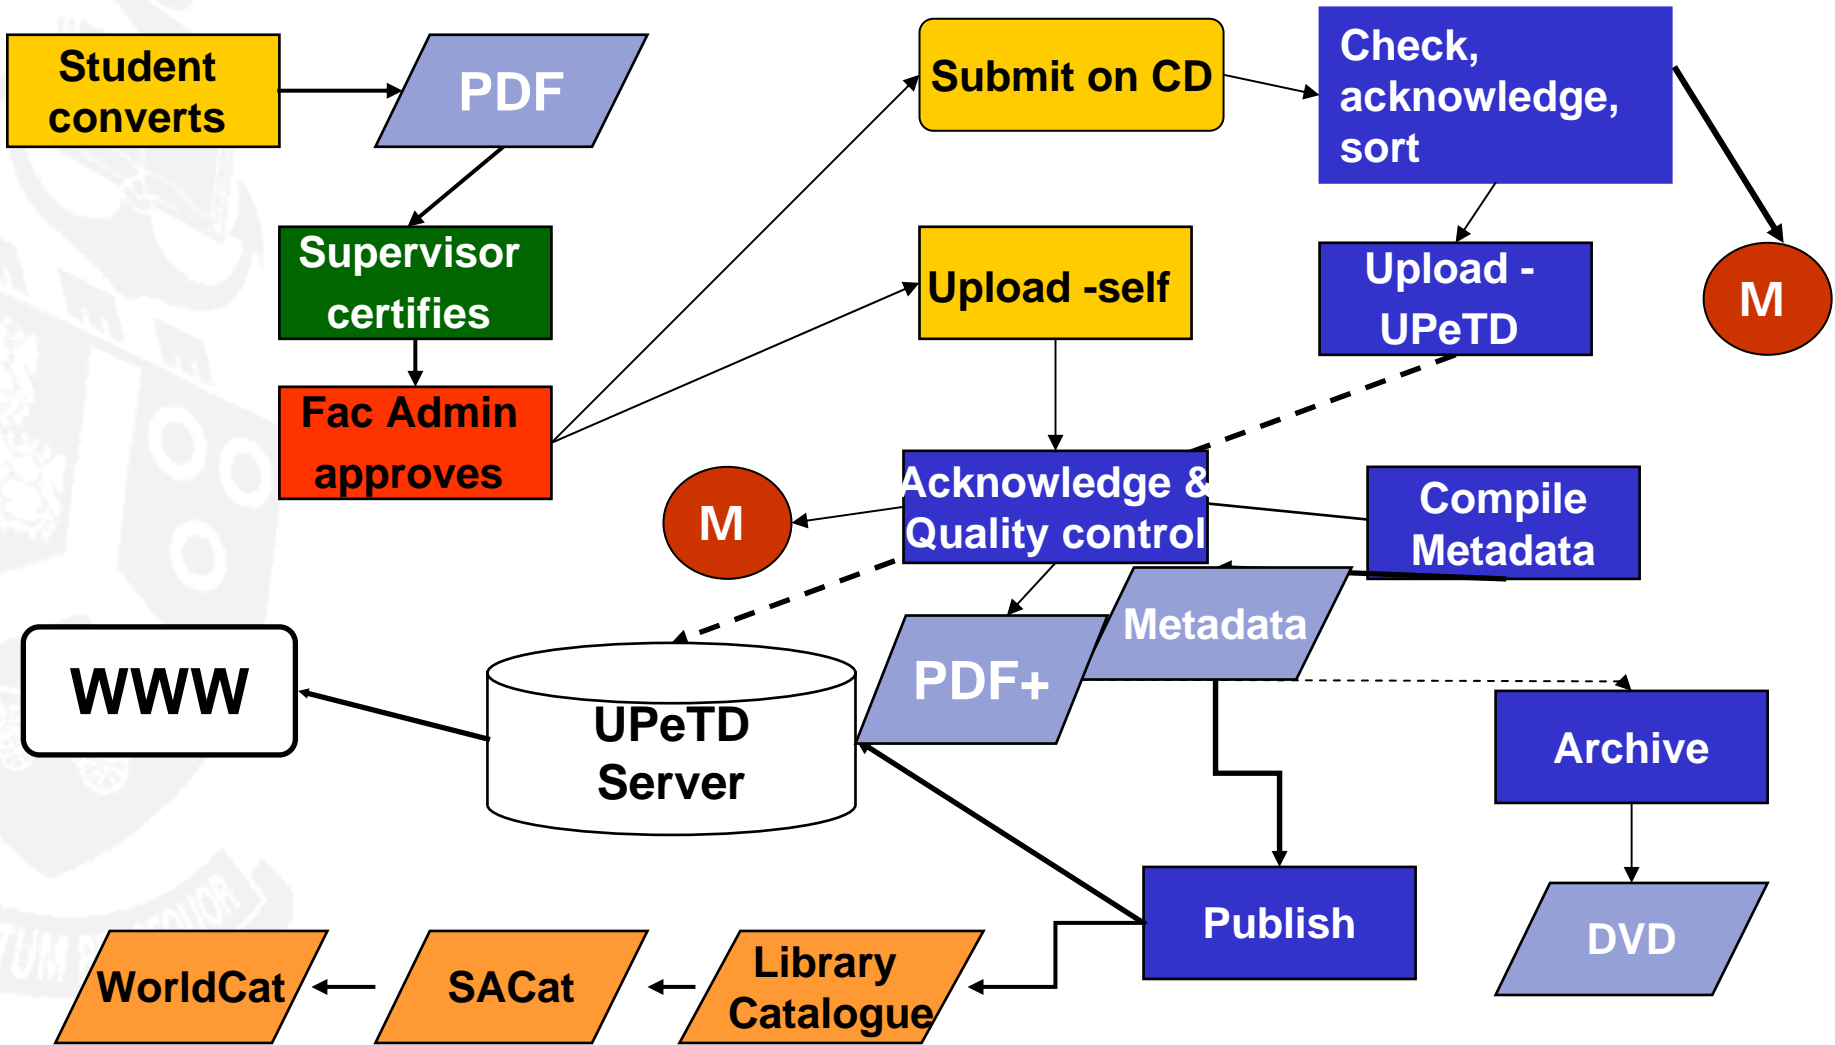 Student
converts
PDF
Submit on CD
Check,
acknowledge,
sort
Supervisor
certifies
Upload -self
Upload -
UPeTD
M
Fac Admin
approves
M
Acknowledge &
Quality control
Compile
Metadata
Metadata
PDF+
WWW
UPeTD
Server
Archive
Publish
DVD
WorldCat
SACat
Library
Catalogue